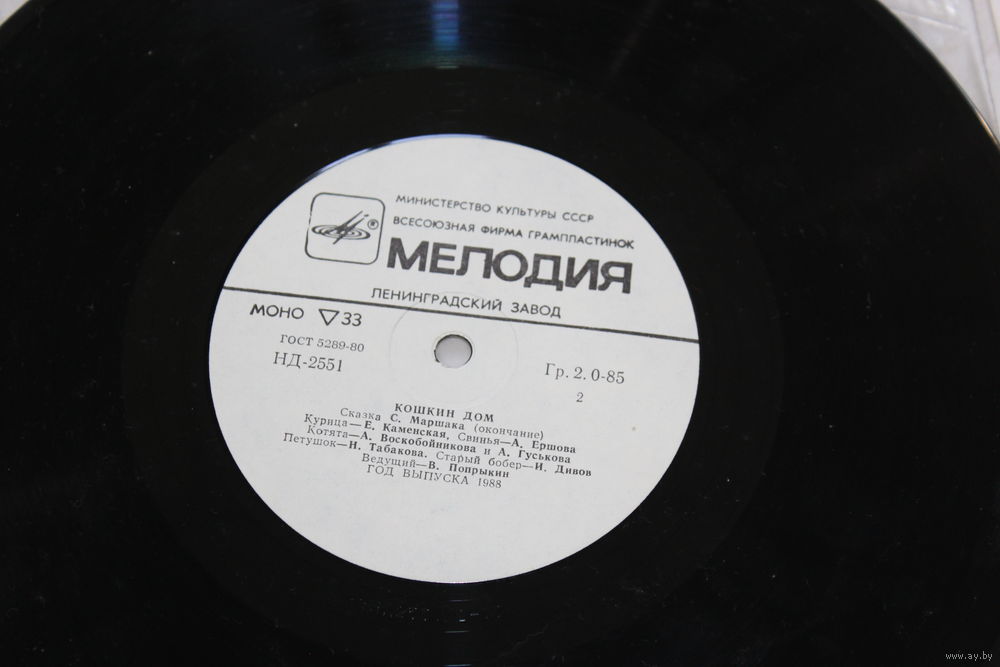 МИНИСТЕРСТВО КУЛЬТУРЫ СССР
ВСЕСОЮЗНАЯ ФИРМА ГРАМПЛАСТИНОК
®
МЕЛОДИЯ
ЛЕНИНГРАДСКИЙ ЗАВОД
МОНО ▽33
ГОСТ 5289-80
НД-2551
Гр. 2. 0-85
2
КОШКИН ДОМ
Сказка С. Маршака (окончание)
Курица—Е. Каменская, Свинья—А. Ершова
Котята—А. Воскобойникова и А. Гуськова
Петушок—Н. Табакова. Старый бобер—И. Дивов
Ведущий—В. Попрыкин
ГОД ВЫПУСКА 1988
www.ay.by